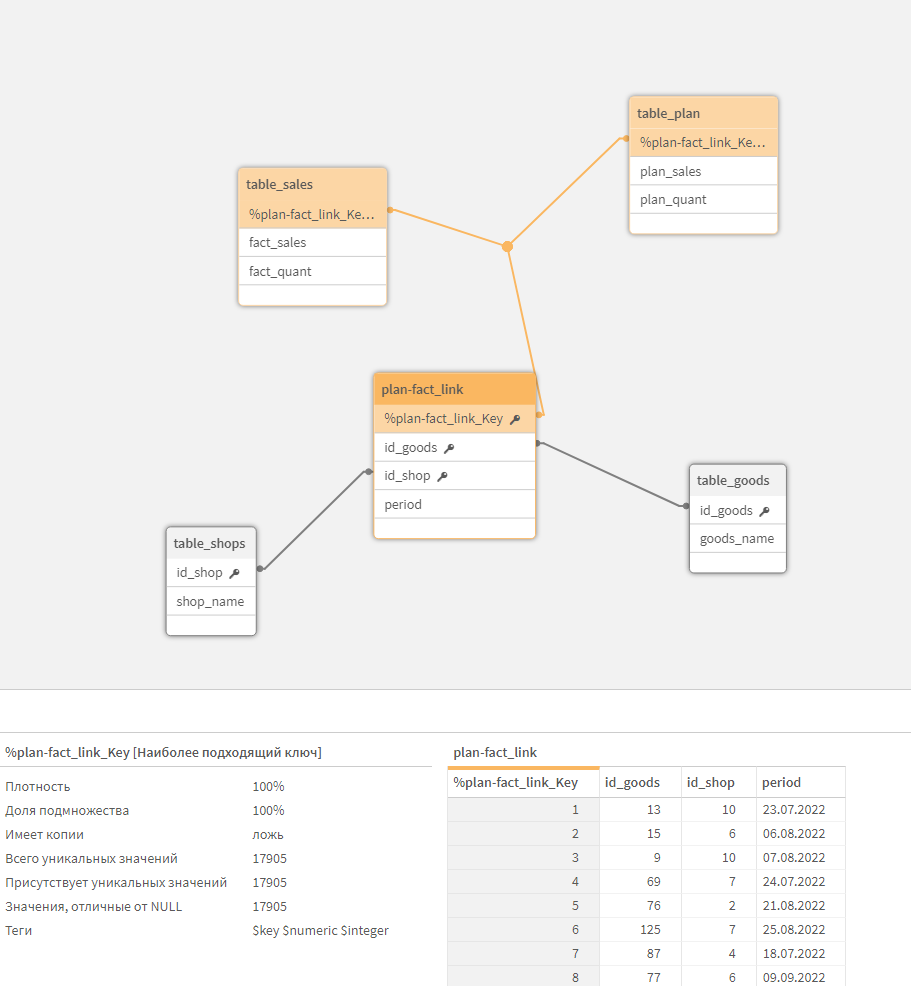 table_plan
%plan-fact_link_Ke...
plan_sales
plan_quant
table_sales
%plan-fact_link_Ke...
fact_sales
fact_quant
plan-fact_link
%plan-fact_link_Key
id_goods
id_shop
period
table_goods
id_goods
goods_name
table_shops
id_shop
shop_name
%plan-fact_link_Key [Наиболее подходящий ключ]
Плотность 100%
Доля подмножества 100%
Имеет копии ложь
Всего уникальных значений 17905
Присутствует уникальных значений 17905
Значения, отличные от NULL 17905
Теги $key $numeric $integer
plan-fact_link
%plan-fact_link_Key id_goods id_shop period
1 13 10 23.07.2022
2 15 6 06.08.2022
3 9 10 07.08.2022
4 69 7 24.07.2022
5 76 2 21.08.2022
6 125 7 25.08.2022
7 87 4 18.07.2022
8 77 6 09.09.2022